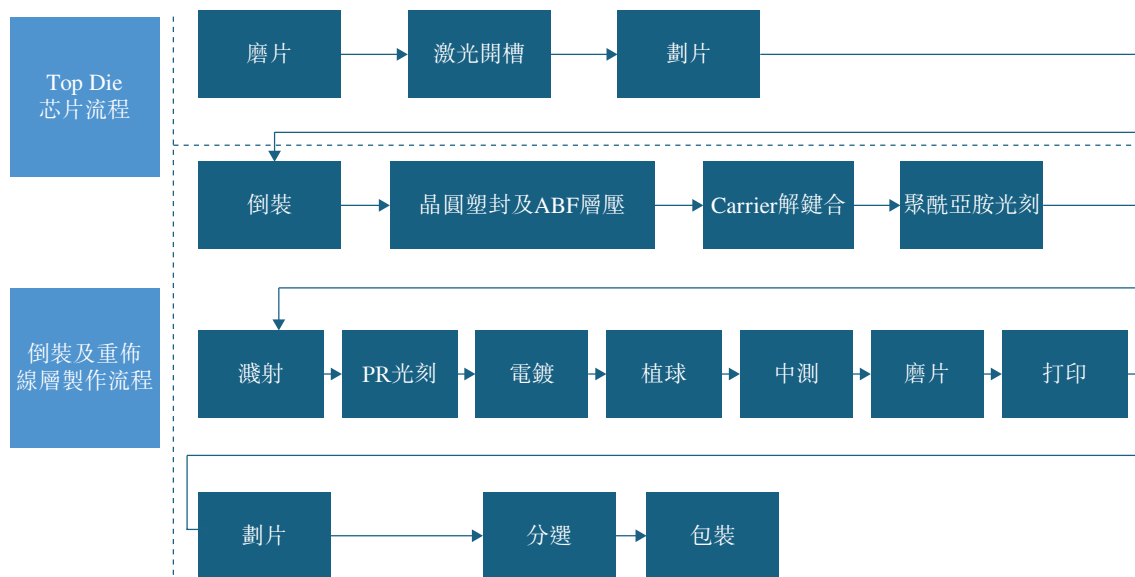 Top Die
芯片流程
磨片
激光開槽
劃片
倒裝
晶圓塑封及ABF層壓
Carrier解鍵合
聚酰亞胺光刻
倒裝及重佈
線層製作流程
濺射
PR光刻
電鍍
植球
中測
磨片
打印
劃片
分選
包裝